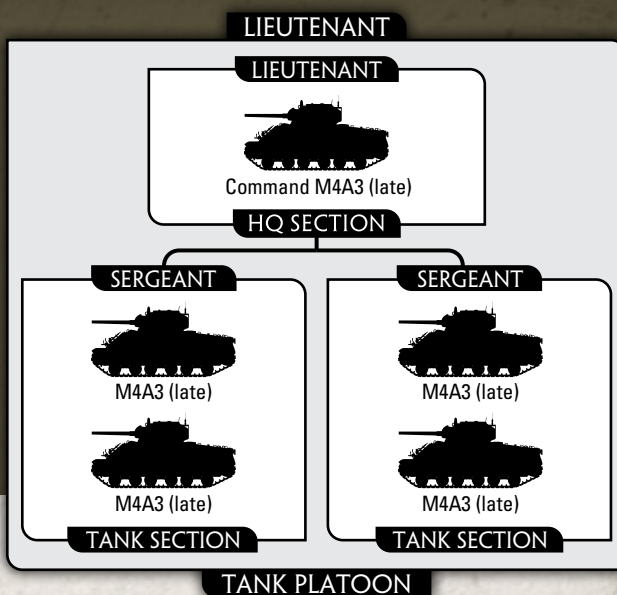 LIEUTENANT
LIEUTENANT
Command M4A3 (late)
HQ SECTION
SERGEANT
M4A3 (late)
M4A3 (late)
TANK SECTION
SERGEANT
M4A3 (late)
M4A3 (late)
TANK SECTION
TANK PLATOON